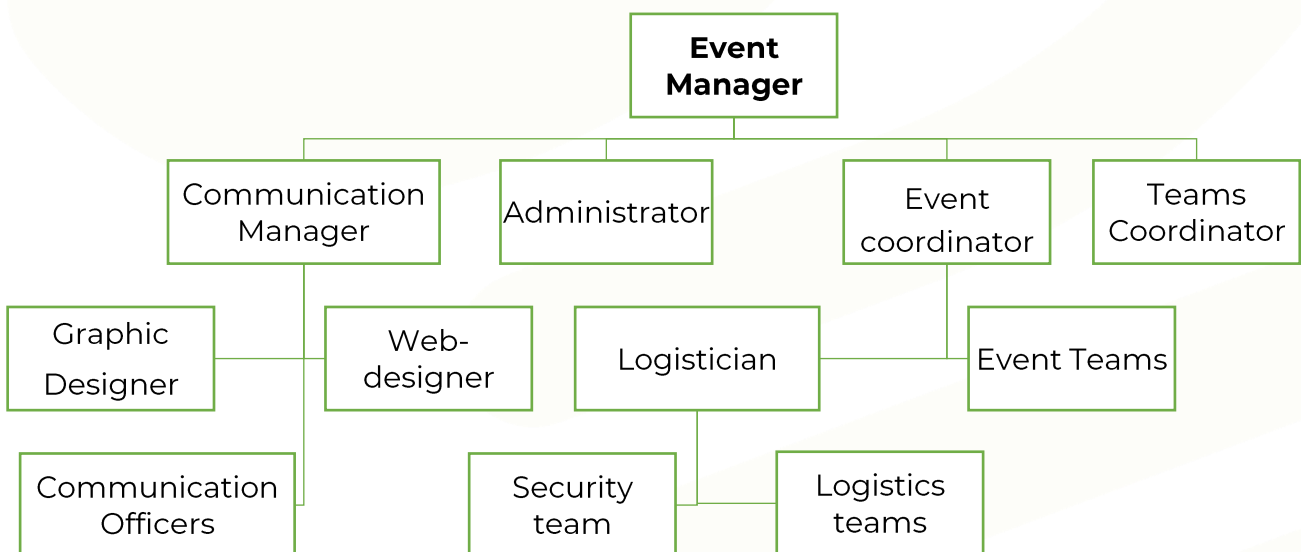 Event
Manager
Communication
Manager
Administrator
Event
coordinator
Teams
Coordinator
Graphic
Designer
Web-
designer
Logistician
Event Teams
Communication
Officers
Security
team
Logistics
teams